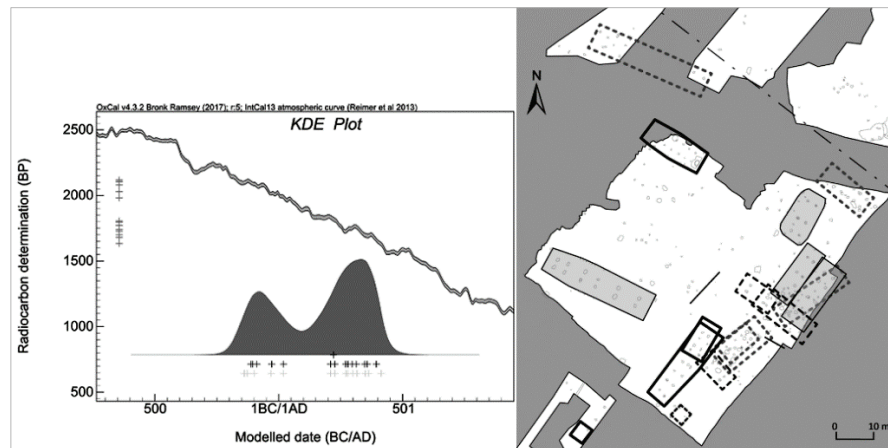 OxCal v4.3.2 Bronk Ramsey (2017); r:5; IntCal13 atmospheric curve (Reimer et al 2013)
KDE Plot
Radiocarbon determination (BP)
2500
2000
1500
1000
500
500
1BC/1AD
501
Modelled date (BC/AD)
N
0
10 m